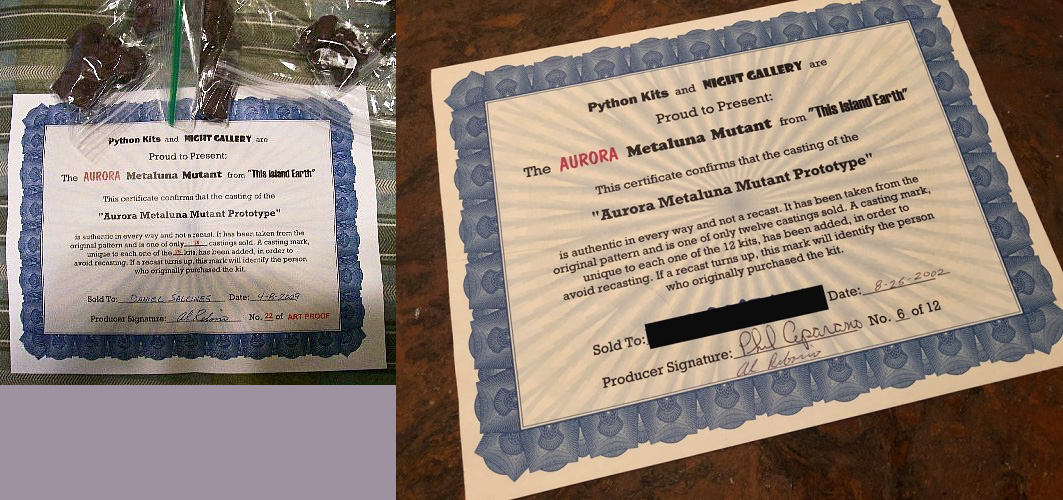 Python Kits and NIGHT GALLERY are
Proud to Present:
The AURORA Metaluna Mutant from "This Island Earth"
This certificate confirms that the casting of the
"Aurora Metaluna Mutant Prototype"
is authentic in every way and not a recast. It has been taken from the
original pattern and is one of only castings sold. A casting mark,
unique to each one of the kits, has been added, in order to
avoid recasting. If a recast turns up, this mark will identify the person
who originally purchased the kit.
Sold To: DANIEL SALCINES Date: 4-8-2009
Producer Signature: Al Reboiro No. 22 of ART PROOF
Python Kits and NIGHT GALLERY are
Proud to Present:
The AURORA Metaluna Mutant from "This Island Earth"
This certificate confirms that the casting of the
"Aurora Metaluna Mutant Prototype"
is authentic in every way and not a recast. It has been taken from the
original pattern and is one of only twelve castings sold. A casting mark,
unique to each one of the 12 kits, has been added, in order to
avoid recasting. If a recast turns up, this mark will identify the person
who originally purchased the kit.
Sold To: Date: 8-26-2002
Producer Signature: Phil Ceparano No. 6 of 12
Al Reboiro